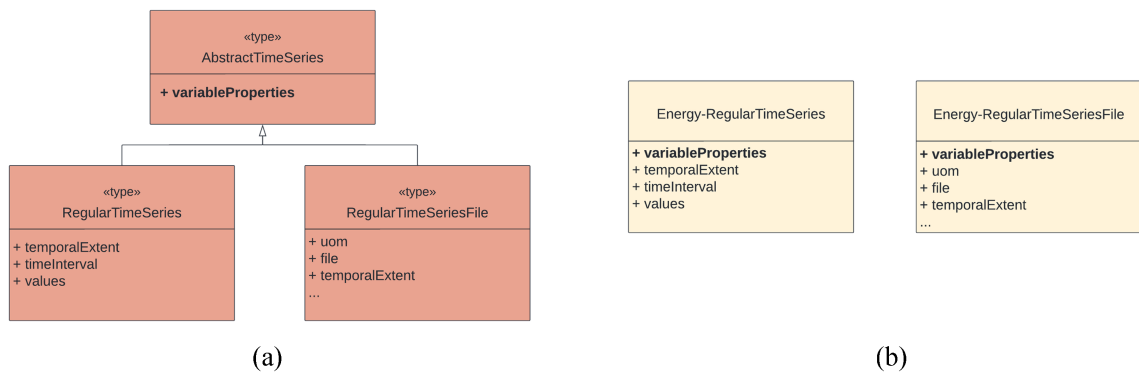 «type»
AbstractTimeSeries
+ variableProperties
«type»
RegularTimeSeries
+ temporalExtent
+ timeInterval
+ values
«type»
RegularTimeSeriesFile
+ uom
+ file
+ temporalExtent
...
(a)
Energy-RegularTimeSeries
+ variableProperties
+ temporalExtent
+ timeInterval
+ values
Energy-RegularTimeSeriesFile
+ variableProperties
+ uom
+ file
+ temporalExtent
...
(b)